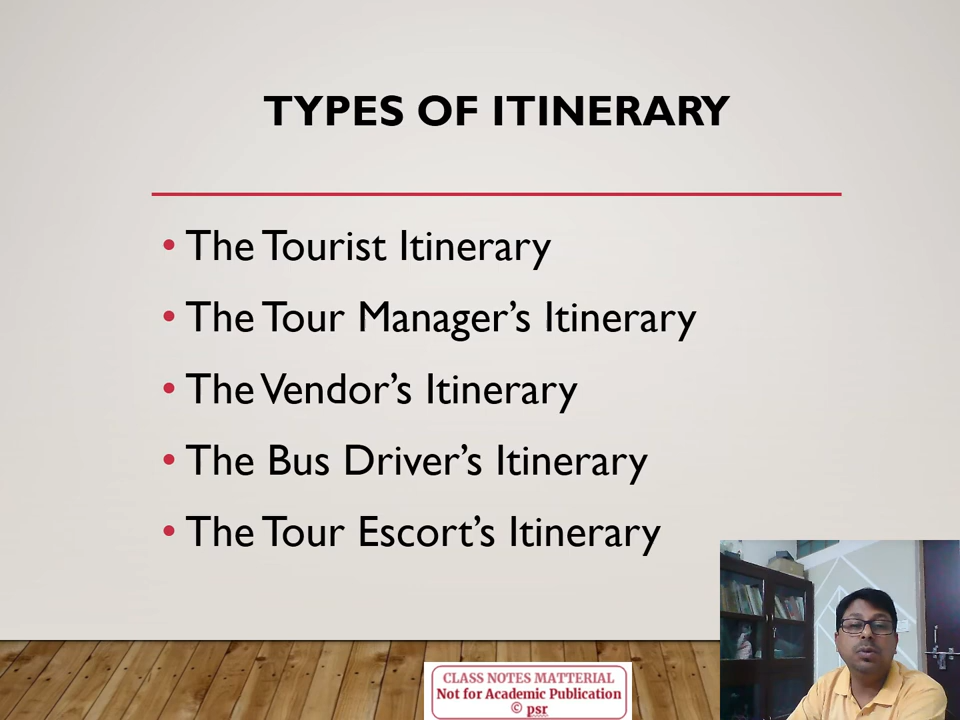 TYPES OF ITINERARY
• The Tourist Itinerary
• The Tour Manager’s Itinerary
• The Vendor’s Itinerary
• The Bus Driver’s Itinerary
• The Tour Escort’s Itinerary
CLASS NOTES MATTERIAL
Not for Academic Publication
© psr